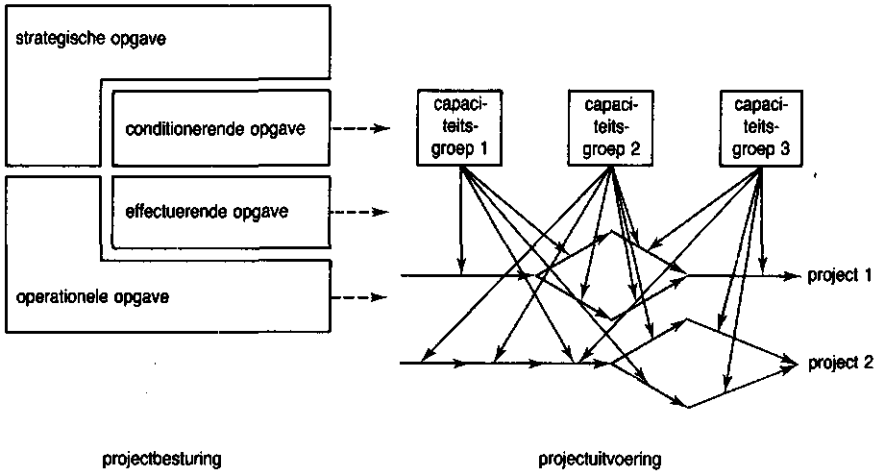 strategische opgave
conditionerende opgave
effectuerende opgave
operationele opgave
capaci-
teits-
groep 1
capaci-
teits-
groep 2
capaci-
teits-
groep 3
project 1
project 2
projectbesturing
projectuitvoering